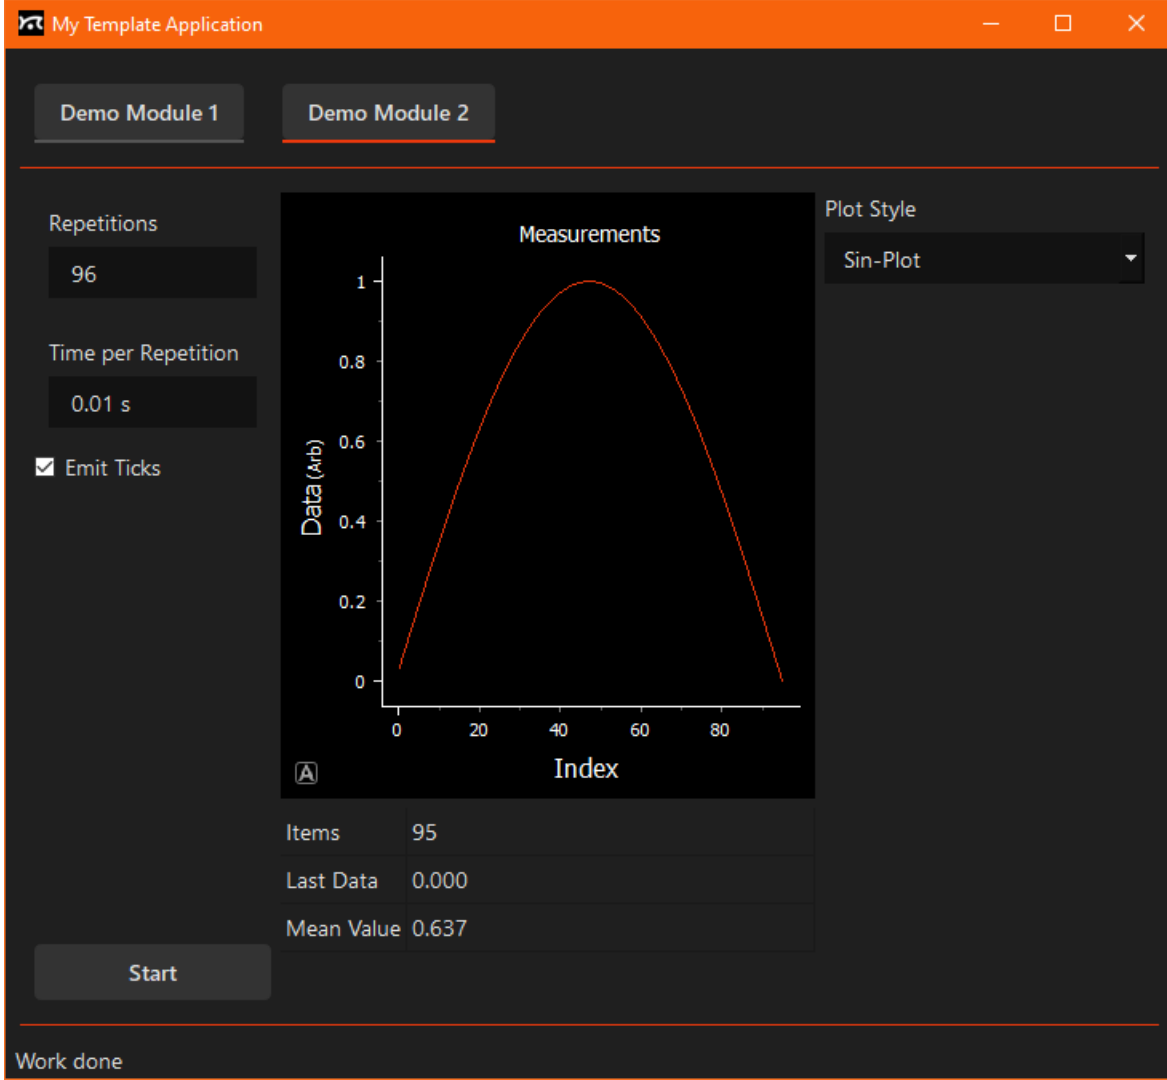 My Template Application
Demo Module 1
Demo Module 2
Repetitions
96
Time per Repetition
0.01 s
Emit Ticks
Measurements
1
0.8
0.6
0.4
0.2
0
Data (Arb)
0 20 40 60 80
Index
A
Plot Style
Sin-Plot
Items 95
Last Data 0.000
Mean Value 0.637
Start
Work done